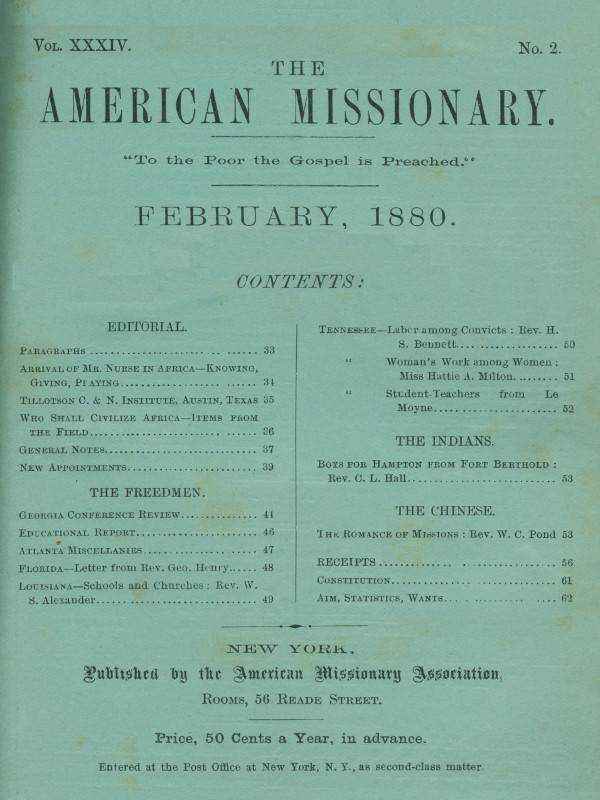 VOL. XXXIV.
No. 2.
THE
AMERICAN MISSIONARY.
"To the Poor the Gospel is Preached."
FEBRUARY, 1880.
CONTENTS:
EDITORIAL.
PARAGRAPHS ........ 33
ARRIVAL OF MR. NURSE IN AFRICA—KNOWING,
GIVING, PRAYING ........ 34
TILLOTSON C. & N. INSTITUTE, AUSTIN, TEXAS 35
WHO SHALL CIVILIZE AFRICA—ITEMS FROM
THE FIELD ........ 36
GENERAL NOTES ........ 37
NEW APPOINTMENTS ........ 39
THE FREEDMEN.
GEORGIA CONFERENCE REVIEW ........ 44
EDUCATIONAL REPORT ........ 46
ATLANTA MISCELLANIES ........ 47
FLORIDA—Letter from Rev. Geo. Henry ...... 48
LOUISIANA—Schools and Churches: Rev. W.
S. Alexander ........ 49
TENNESSEE—Labor among Convicts: Rev. H.
S. Bennett ........ 50
" Woman's Work among Women:
Miss Hattie A. Milton ........ 51
" Student-Teachers from Le
Moyne ........ 52
THE INDIANS.
BOYS FOR HAMPTON FROM FORT BERTHOLD:
Rev. C. L. Hall ........ 53
THE CHINESE.
THE ROMANCE OF MISSIONS: Rev. W. C. Pond 53
RECEIPTS ........ 56
CONSTITUTION ........ 61
AIM, STATISTICS, WANTS ........ 62
NEW YORK.
Published by the American Missionary Association,
ROOMS, 56 READE STREET.
Price, 50 Cents a Year, in advance.
Entered at the Post Office at New York, N. Y., as second-class matter.